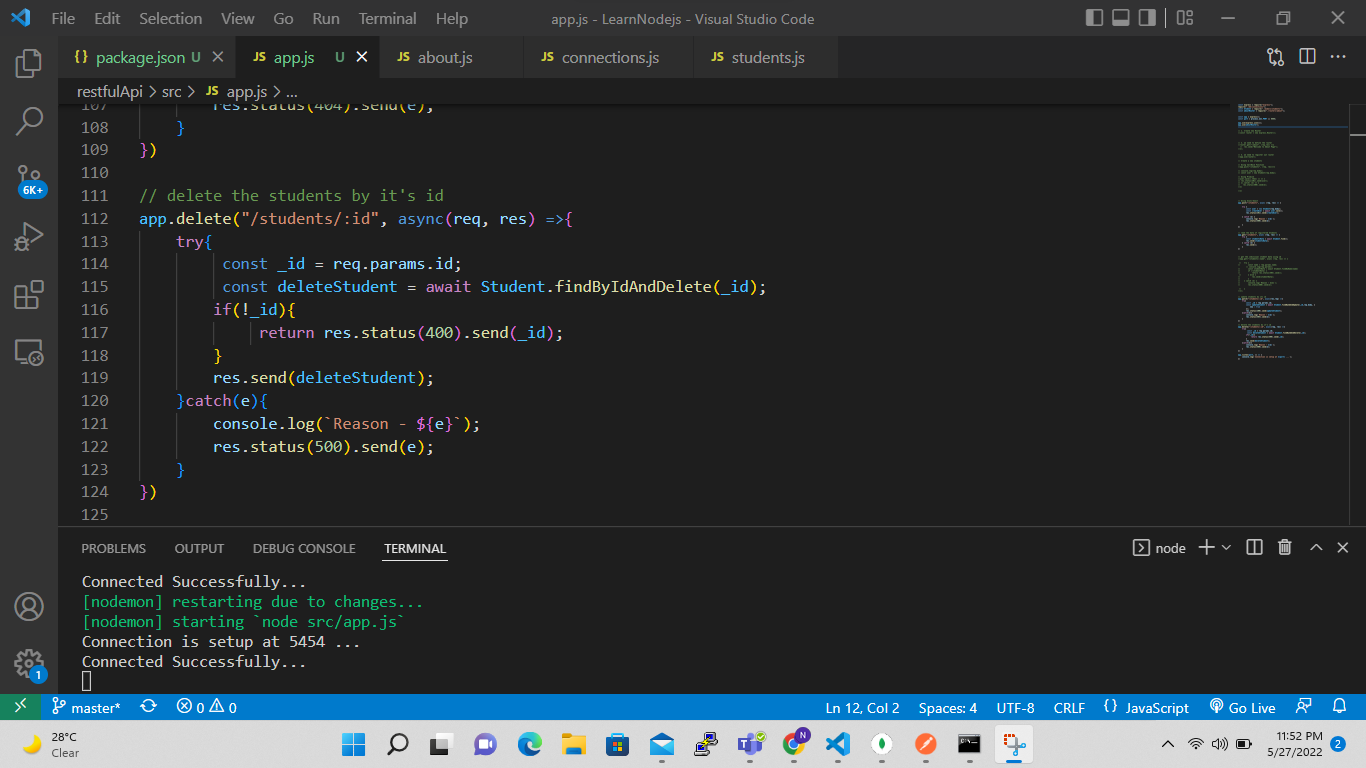 File Edit Selection View Go Run Terminal Help app.js - LearnNodejs - Visual Studio Code
{} package.json U JS app.js U JS about.js JS connections.js JS students.js
restfulApi > src > JS app.js > ...
107 res.status(404).send(e);
108 }
109 })
110
111 // delete the students by it's id
112 app.delete("/students/:id", async(req, res) =>{
113 try{
114 const _id = req.params.id;
115 const deleteStudent = await Student.findByIdAndDelete(_id);
116 if(!_id){
117 return res.status(400).send(_id);
118 }
119 res.send(deleteStudent);
120 }catch(e){
121 console.log(`Reason - ${e}`);
122 res.status(500).send(e);
123 }
124 })
125
6K+
PROBLEMS OUTPUT DEBUG CONSOLE TERMINAL node
Connected Successfully...
[nodemon] restarting due to changes...
[nodemon] starting `node src/app.js`
Connection is setup at 5454 ...
Connected Successfully...
1
master* 0 0 Ln 12, Col 2 Spaces: 4 UTF-8 CRLF {} JavaScript Go Live
28°C
Clear
N
11:52 PM
5/27/2022
2